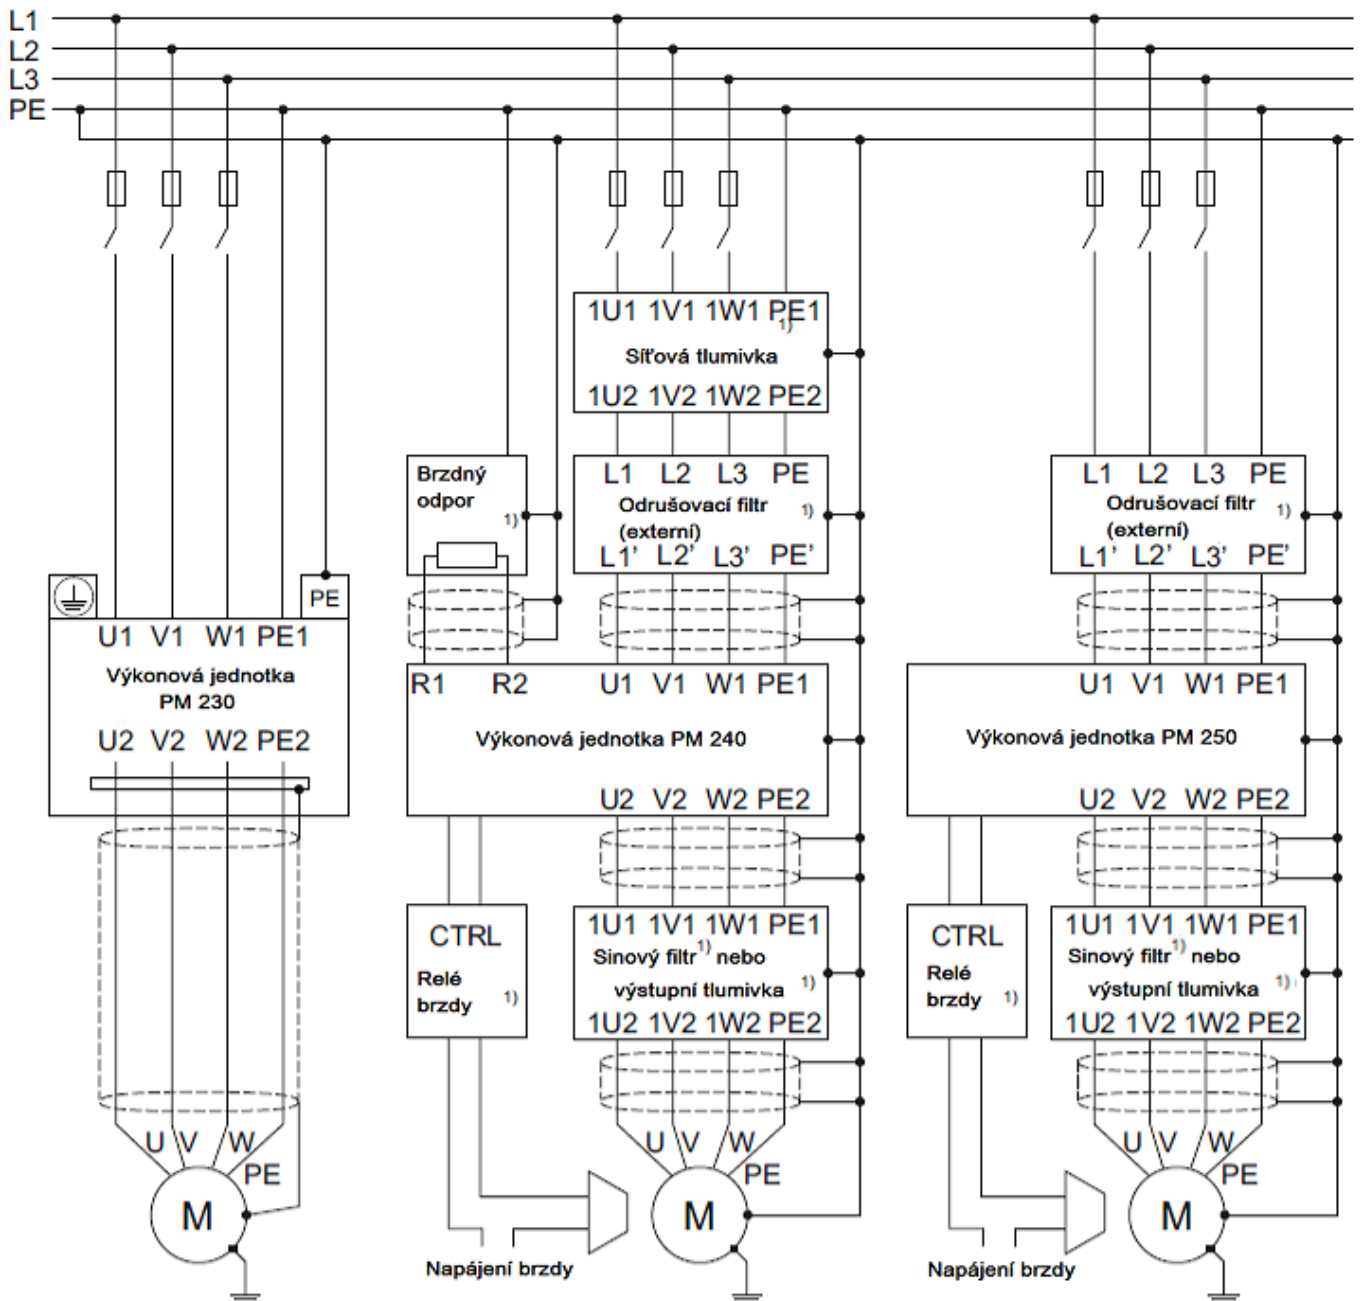 L1
L2
L3
PE
1U1 1V1 1W1 PE1
1)
Síťová tlumivka
1U2 1V2 1W2 PE2
Brzdný
odpor
1)
L1 L2 L3 PE
Odrušovací filtr 1)
(externí)
L1' L2' L3' PE'
L1 L2 L3 PE
Odrušovací filtr 1)
(externí)
L1' L2' L3' PE'
PE
U1 V1 W1 PE1
Výkonová jednotka
PM 230
U2 V2 W2 PE2
R1 R2 U1 V1 W1 PE1
Výkonová jednotka PM 240
U2 V2 W2 PE2
U1 V1 W1 PE1
Výkonová jednotka PM 250
U2 V2 W2 PE2
CTRL
Relé
brzdy 1)
1U1 1V1 1W1 PE1
Sinový filtr 1) nebo
výstupní tlumivka 1)
1U2 1V2 1W2 PE2
CTRL
Relé
brzdy 1)
1U1 1V1 1W1 PE1
Sinový filtr 1) nebo
výstupní tlumivka 1)
1U2 1V2 1W2 PE2
U V W
PE
M
U V W
PE
M
Napájení brzdy
U V W
PE
M
Napájení brzdy